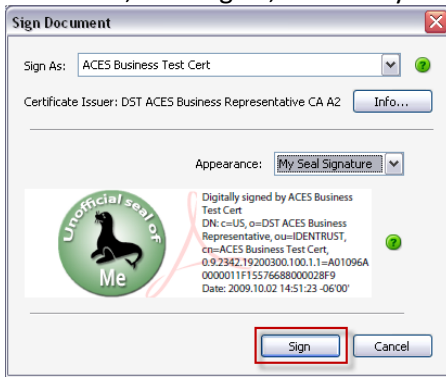 Sign Document
Sign As: ACES Business Test Cert
Certificate Issuer: DST ACES Business Representative CA A2 Info...
Appearance: My Seal Signature
Unofficial seal of
Me
Digitally signed by ACES Business
Test Cert
DN: c=US, o=DST ACES Business
Representative, ou=IDENTRUST,
cn=ACES Business Test Cert,
0.9.2342.19200300.100.1.1=A01096A
0000011F15576688000028F9
Date: 2009.10.02 14:51:23 -06'00'
Sign Cancel